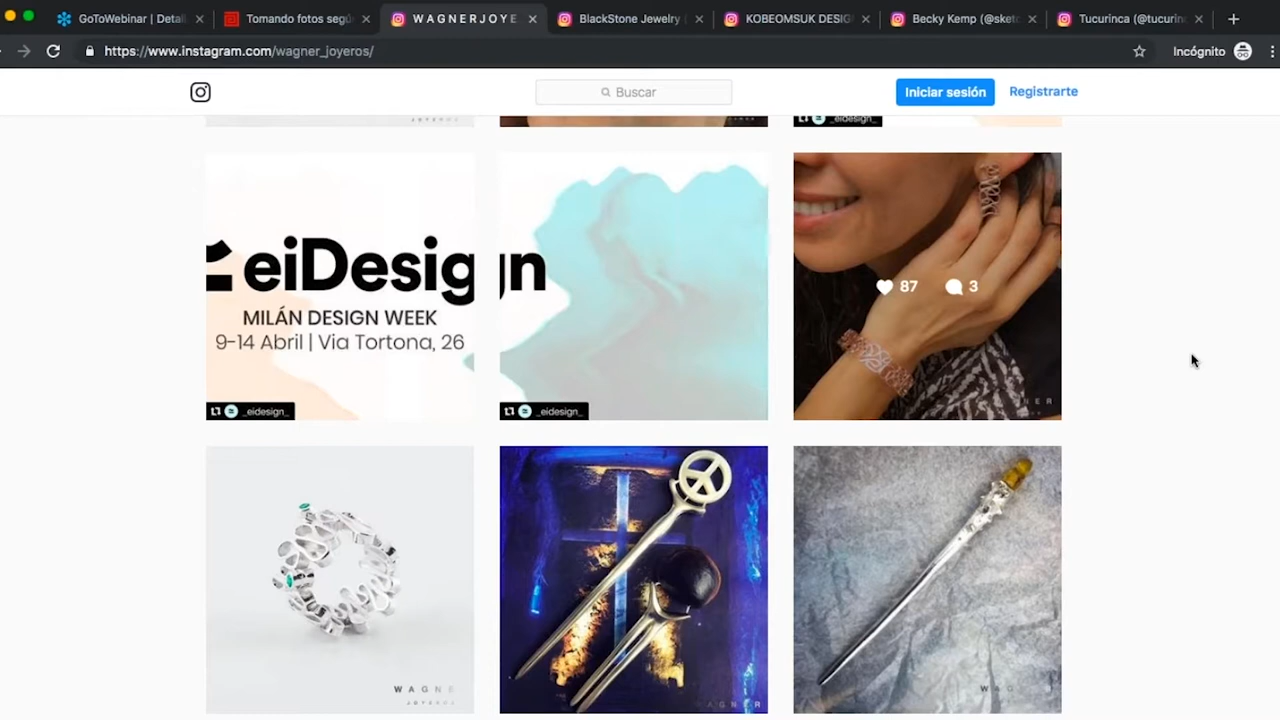 GoToWebinar | Detal
Tomando fotos segú
W A G N E R J O Y E
BlackStone Jewelry (
KOBEOMSUK DESIG
Becky Kemp (@sket
Tucurinca (@tucurin
https://www.instagram.com/wagner_joyeros/
Incógnito
Buscar
Iniciar sesión
Registrarte
_eidesign_
eiDesign
MILÁN DESIGN WEEK
9-14 Abril | Via Tortona, 26
_eidesign_
_eidesign_
87
3
N E R
W A G N E
W A G
A G N E R